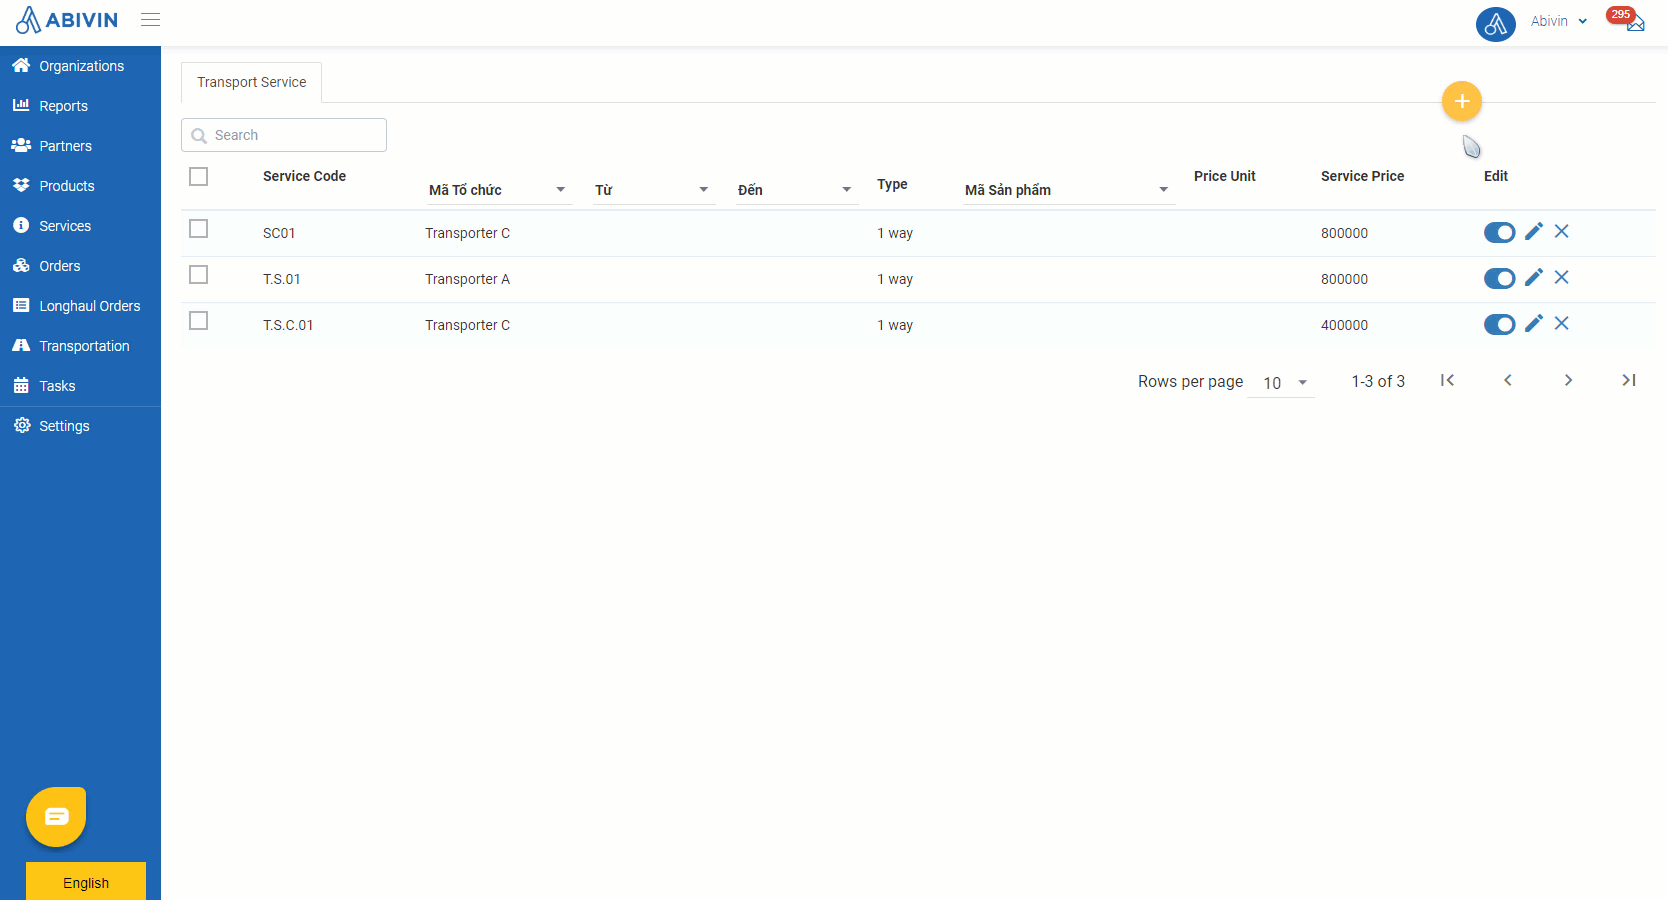 ABIVIN
Abivin
295
Organizations
Reports
Partners
Products
Services
Orders
Longhaul Orders
Transportation
Tasks
Settings
English
Transport Service
Search
Service Code Mã Tổ chức Từ Đến Type Mã Sản phẩm Price Unit Service Price Edit
SC01 Transporter C 1 way 800000
T.S.01 Transporter A 1 way 800000
T.S.C.01 Transporter C 1 way 400000
Rows per page 10 1-3 of 3